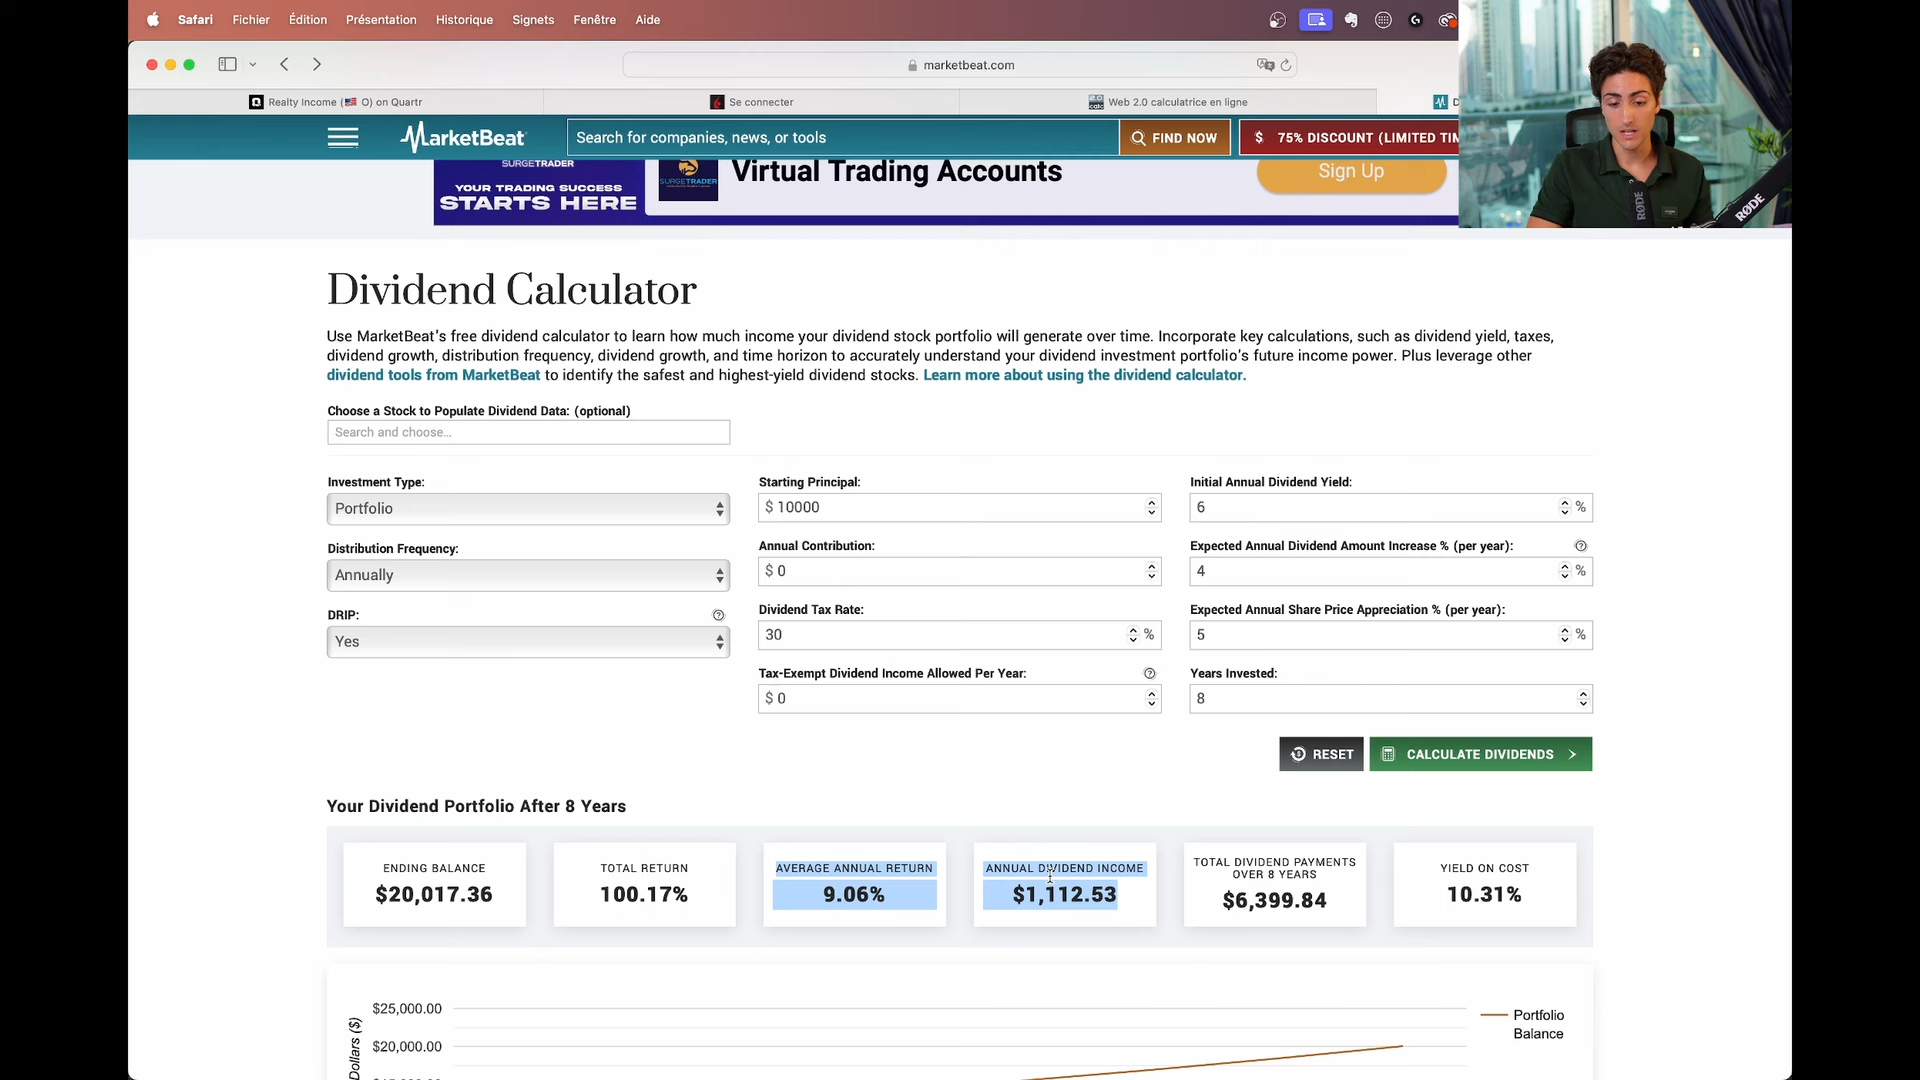 Safari Fichier Édition Présentation Historique Signets Fenêtre Aide
marketbeat.com
Realty Income (🇺🇸 O) on Quartr
Se connecter
Web 2.0 calculatrice en ligne
MarketBeat
Search for companies, news, or tools
FIND NOW
$ 75% DISCOUNT (LIMITED TIM
SURGETRADER
YOUR TRADING SUCCESS
STARTS HERE
SURGETRADER
Virtual Trading Accounts
Sign Up
RØDE
RØDE
Dividend Calculator
Use MarketBeat's free dividend calculator to learn how much income your dividend stock portfolio will generate over time. Incorporate key calculations, such as dividend yield, taxes,
dividend growth, distribution frequency, dividend growth, and time horizon to accurately understand your dividend investment portfolio's future income power. Plus leverage other
dividend tools from MarketBeat to identify the safest and highest-yield dividend stocks. Learn more about using the dividend calculator.
Choose a Stock to Populate Dividend Data: (optional)
Search and choose...
Investment Type:
Portfolio
Distribution Frequency:
Annually
DRIP:
Yes
Starting Principal:
$ 10000
Annual Contribution:
$ 0
Dividend Tax Rate:
30 %
Tax-Exempt Dividend Income Allowed Per Year:
$ 0
Initial Annual Dividend Yield:
6 %
Expected Annual Dividend Amount Increase % (per year):
4 %
Expected Annual Share Price Appreciation % (per year):
5 %
Years Invested:
8
RESET
CALCULATE DIVIDENDS
Your Dividend Portfolio After 8 Years
ENDING BALANCE
$20,017.36
TOTAL RETURN
100.17%
AVERAGE ANNUAL RETURN
9.06%
ANNUAL DIVIDEND INCOME
$1,112.53
TOTAL DIVIDEND PAYMENTS
OVER 8 YEARS
$6,399.84
YIELD ON COST
10.31%
$25,000.00
$20,000.00
Dollars ($)
Portfolio
Balance